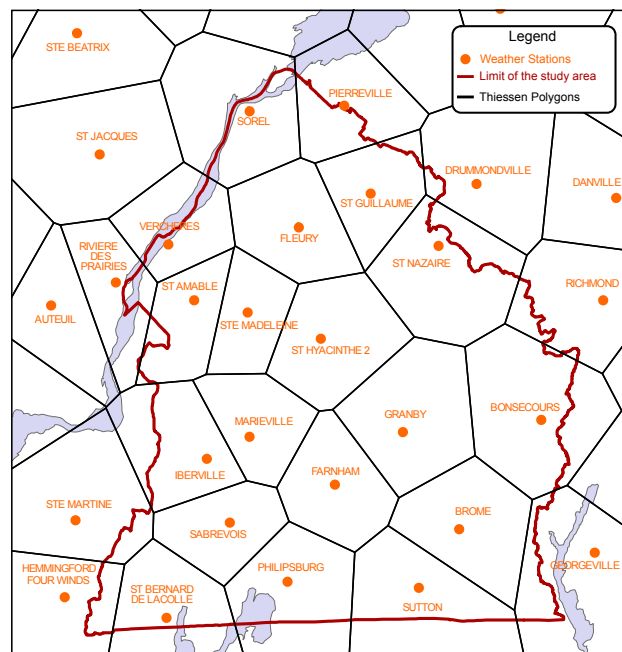 Legend
Weather Stations
Limit of the study area
Thiessen Polygons
STE BEATRIX
PIERREVILLE
SOREL
ST JACQUES
DRUMMONDVILLE
DANVILLE
ST GUILLAUME
VERCHERES
FLEURY
RIVIERE
DES
PRAIRIES
ST NAZAIRE
RICHMOND
ST AMABLE
AUTEUIL
STE MADELEINE
ST HYACINTHE 2
GRANBY
BONSECOURS
MARIEVILLE
IBERVILLE
FARNHAM
STE MARTINE
BROME
SABREVOIS
GEORGEVILLE
HEMMINGFORD
FOUR WINDS
PHILIPSBURG
ST BERNARD
DE LACOLLE
SUTTON